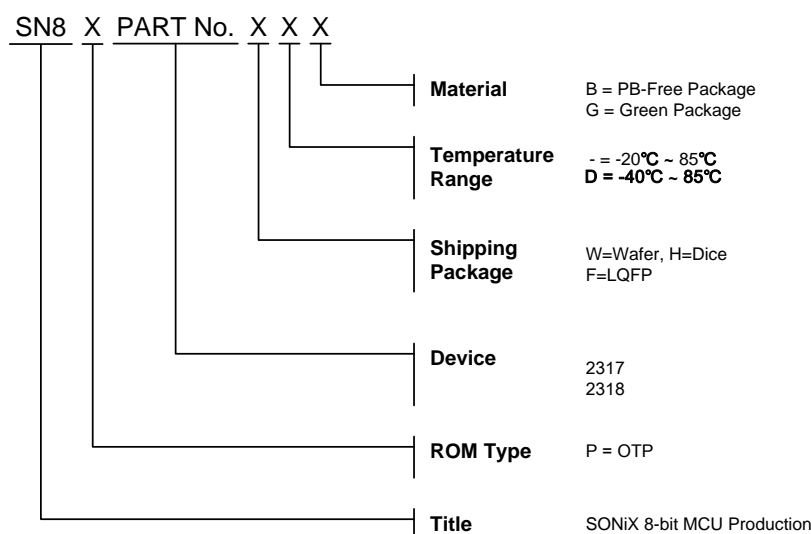 SN8 X PART No. X X X
Material B = PB-Free Package
G = Green Package
Temperature - = -20℃ ~ 85℃
Range D = -40℃ ~ 85℃
Shipping W=Wafer, H=Dice
Package F=LQFP
Device 2317
2318
ROM Type P = OTP
Title SONiX 8-bit MCU Production